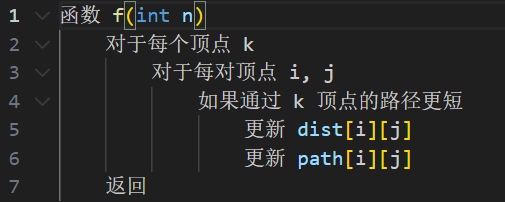 1 函数 f(int n)
2 对于每个顶点 k
3 对于每对顶点 i, j
4 如果通过 k 顶点的路径更短
5 更新 dist[i][j]
6 更新 path[i][j]
7 返回